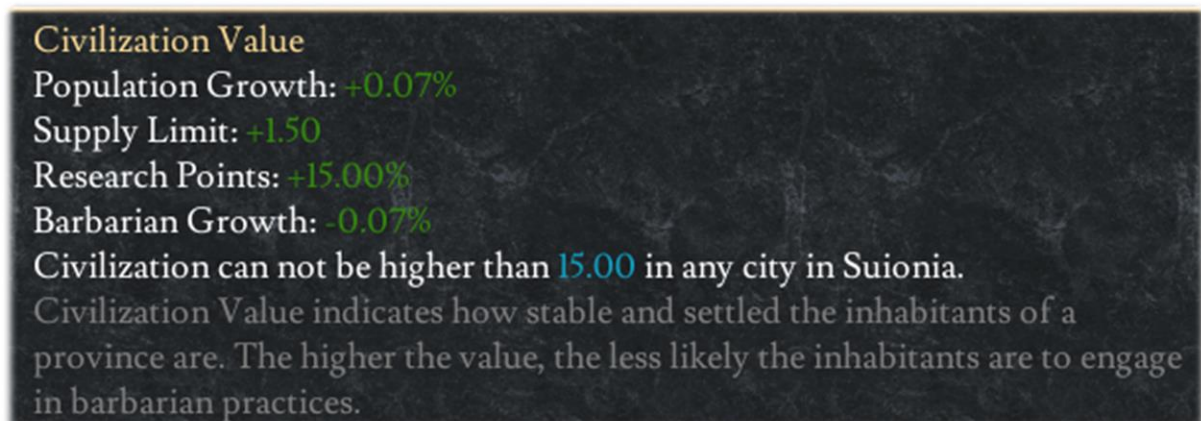 Civilization Value
Population Growth: +0.07%
Supply Limit: +1.50
Research Points: +15.00%
Barbarian Growth: -0.07%
Civilization can not be higher than 15.00 in any city in Suionia.
Civilization Value indicates how stable and settled the inhabitants of a
province are. The higher the value, the less likely the inhabitants are to engage
in barbarian practices.